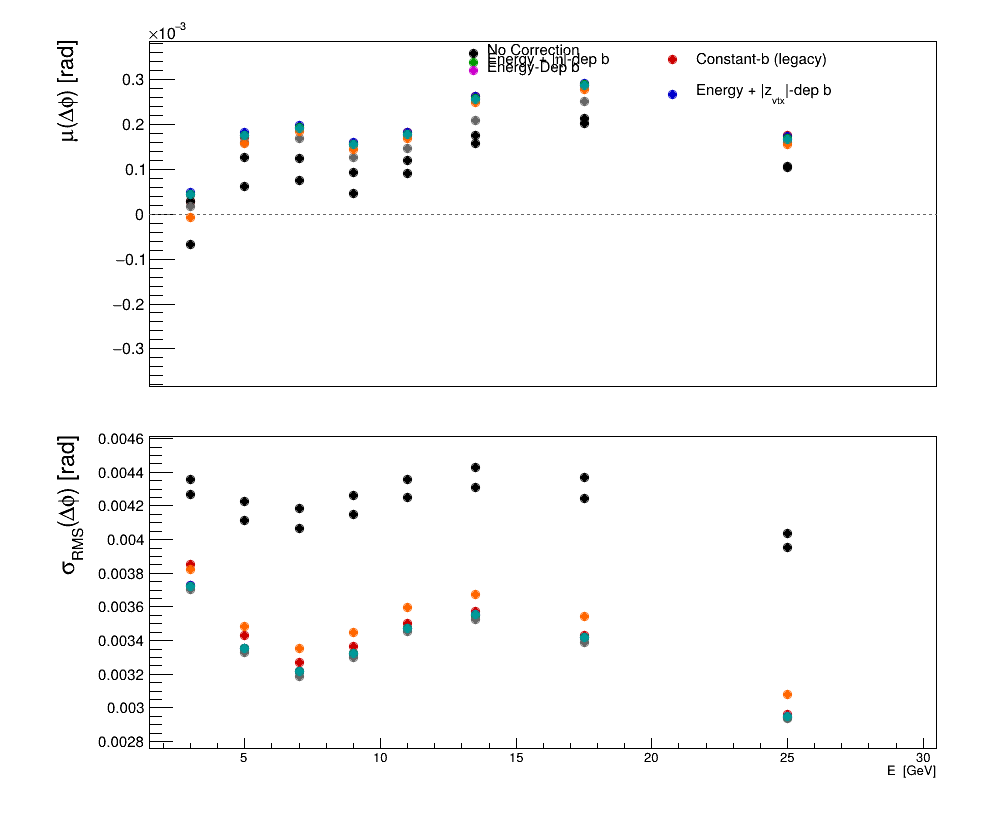 ×10⁻³
μ(Δϕ) [rad]
0.3
0.2
0.1
0
−0.1
−0.2
−0.3
No Correction
Energy + |η|-dep b
Energy-Dep b
Constant-b (legacy)
Energy + |z_vtx|-dep b
σ_RMS(Δϕ) [rad]
0.0046
0.0044
0.0042
0.004
0.0038
0.0036
0.0034
0.0032
0.003
0.0028
5 10 15 20 25 30
E [GeV]